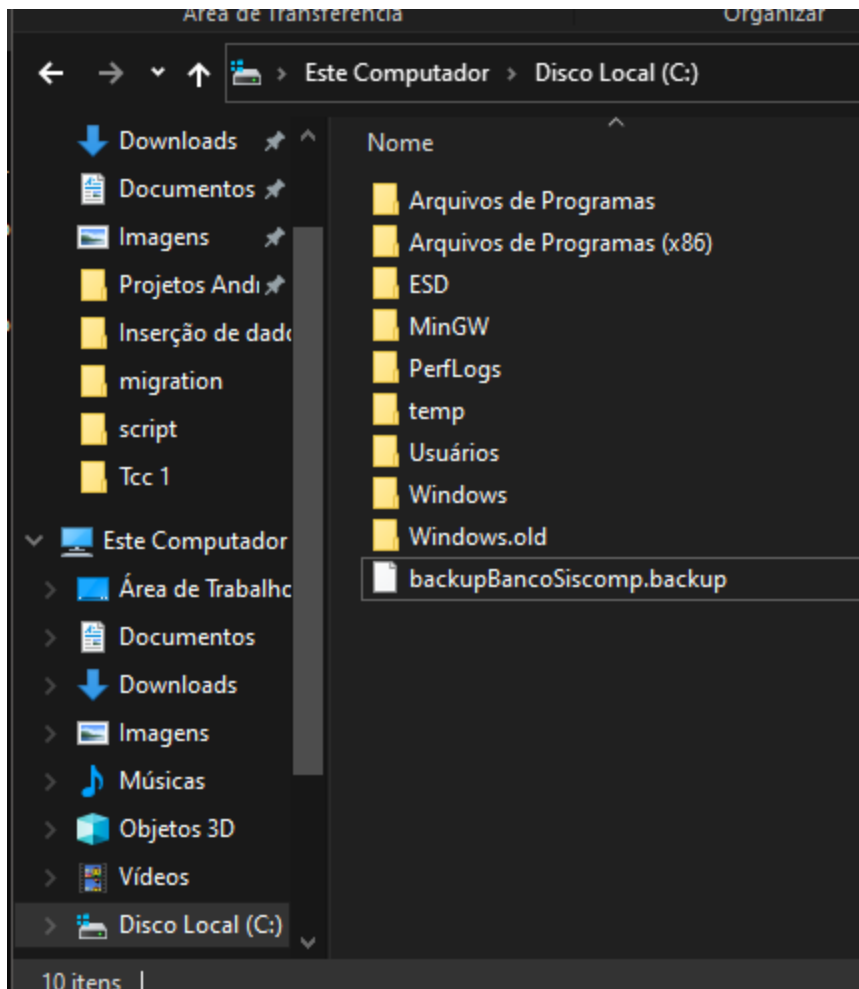 Área de Transferência
Organizar
Este Computador > Disco Local (C:)
Downloads
Documentos
Imagens
Projetos Andr
Inserção de dado
migration
script
Tcc 1
Este Computador
Área de Trabalho
Documentos
Downloads
Imagens
Músicas
Objetos 3D
Vídeos
Disco Local (C:)
Nome
Arquivos de Programas
Arquivos de Programas (x86)
ESD
MinGW
PerfLogs
temp
Usuários
Windows
Windows.old
backupBancoSiscomp.backup
10 itens